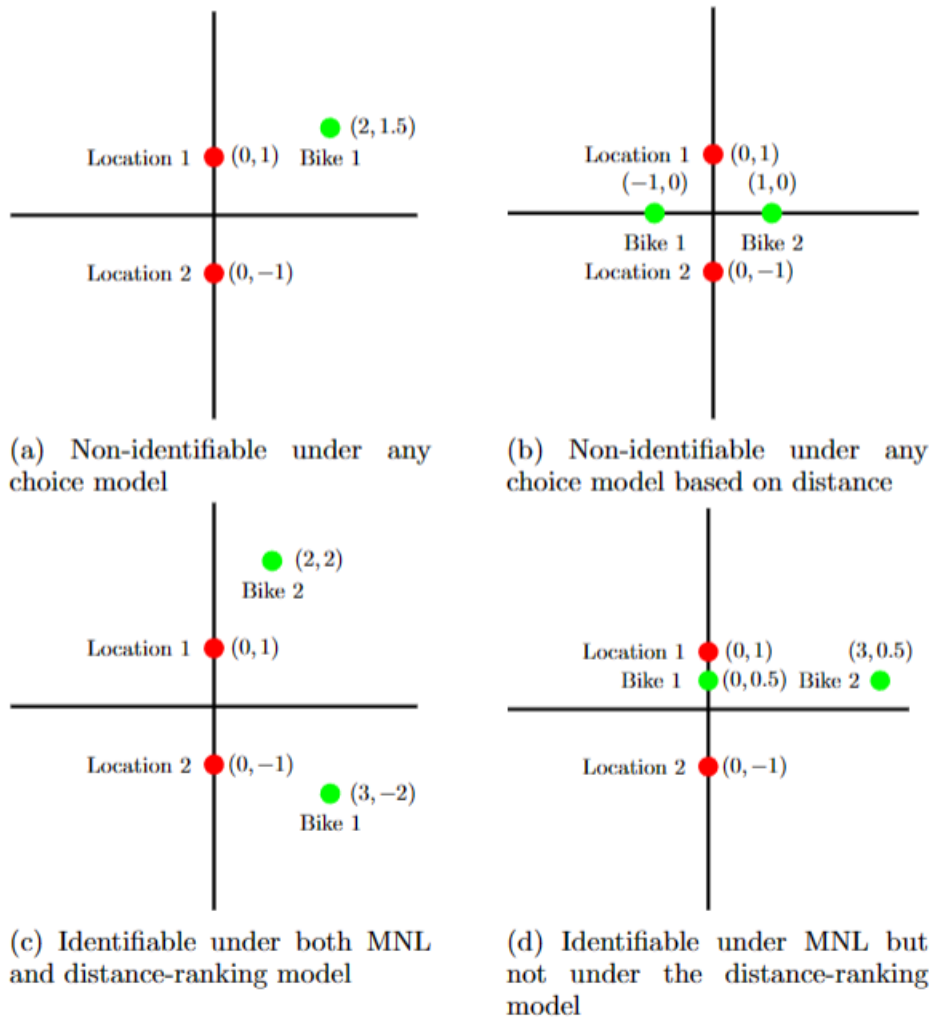 (2, 1.5)
Location 1 (0, 1) Bike 1
Location 2 (0, −1)
(a) Non-identifiable under any
choice model
Location 1 (0, 1)
(−1, 0) (1, 0)
Bike 1 Bike 2
Location 2 (0, −1)
(b) Non-identifiable under any
choice model based on distance
(2, 2)
Bike 2
Location 1 (0, 1)
Location 2 (0, −1)
(3, −2)
Bike 1
(c) Identifiable under both MNL
and distance-ranking model
Location 1 (0, 1) (3, 0.5)
Bike 1 (0, 0.5) Bike 2
Location 2 (0, −1)
(d) Identifiable under MNL but
not under the distance-ranking
model